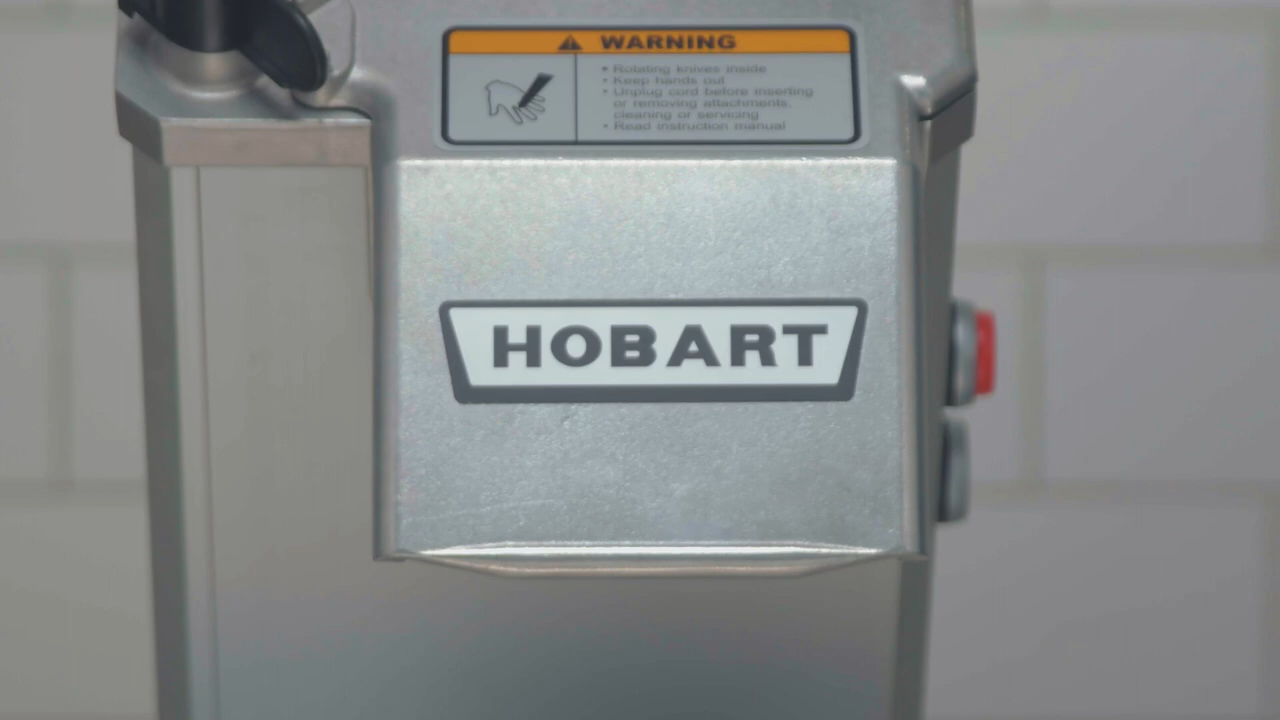 WARNING
• Rotating knives inside
• Keep hands out
• Unplug cord before inserting
or removing attachments,
cleaning or servicing
• Read instruction manual
HOBART